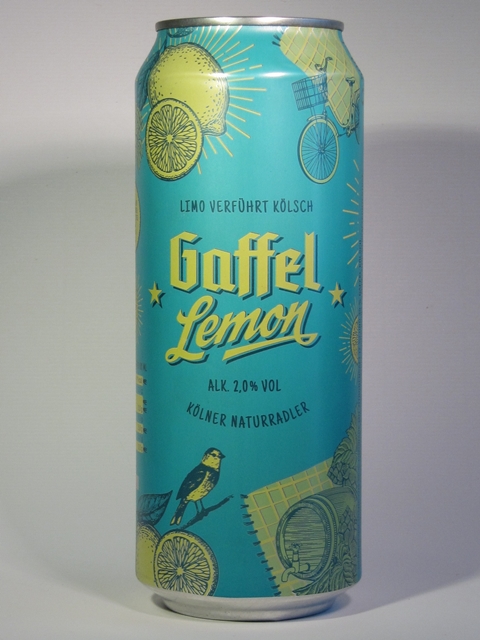 LIMO VERFÜHRT KÖLSCH
Gaffel
Lemon
ALK. 2,0% VOL
KÖLNER NATURRADLER